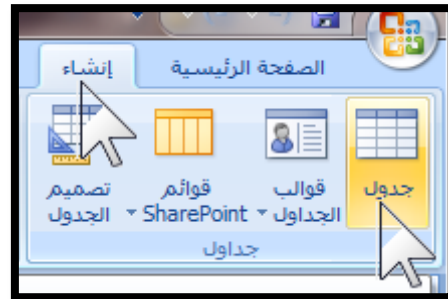 الصفحة الرئيسية إنشاء
جدول
قوالب
الجداول
قوائم
SharePoint
تصميم
الجدول
جداول